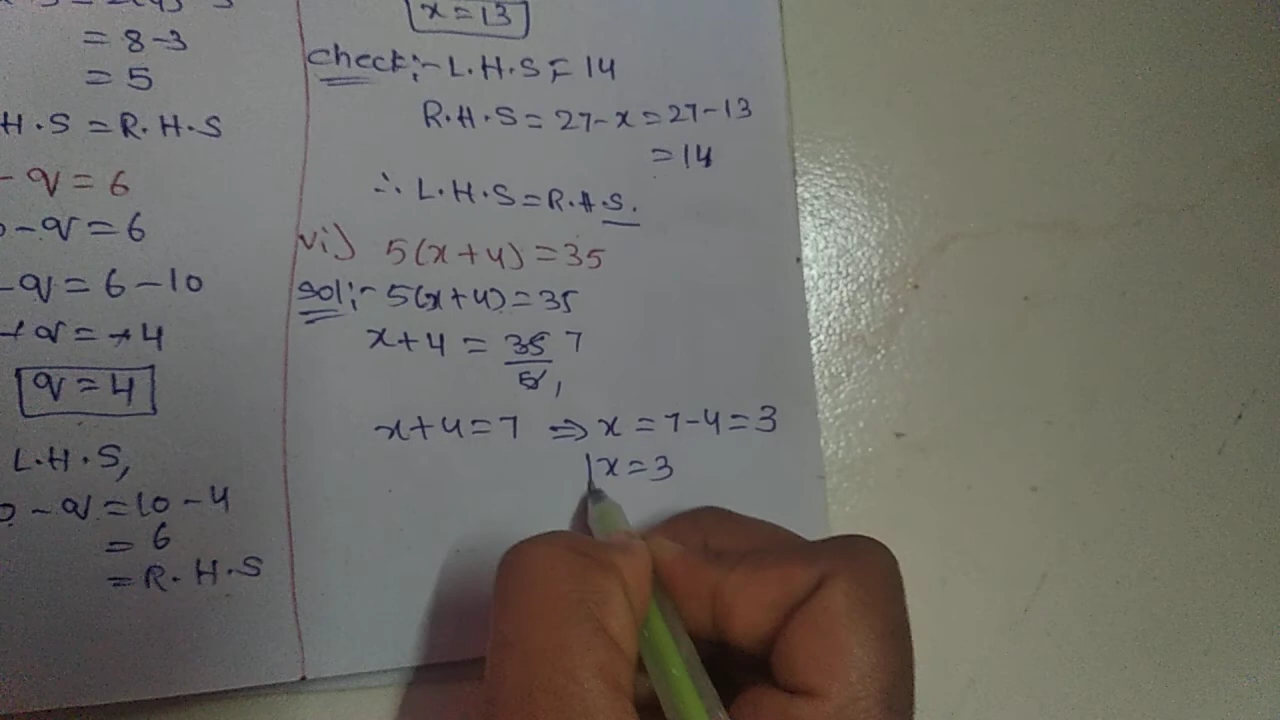 = 8-3
= 5
H.S = R.H.S
- q = 6
- q = 6
- q = 6 - 10
+ q = + 4
q = 4
L.H.S,
- q = 10 - 4
= 6
= R.H.S
x = 13
Check:- L.H.S = 14
R.H.S = 27 - x = 27 - 13
= 14
∴ L.H.S = R.H.S.
vi) 5(x+4) = 35
Sol:- 5(x+4) = 35
x+4 = 35/5 7 1
x+4 = 7 ⇒ x = 7-4 = 3
x = 3